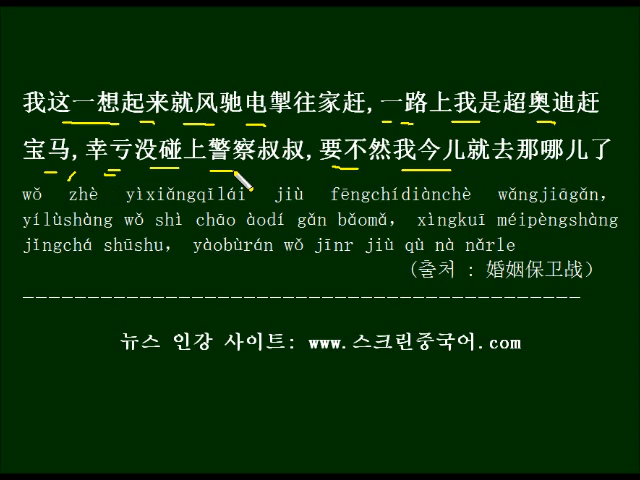 我这一想起来就风驰电掣往家赶,一路上我是超奥迪赶
宝马,幸亏没碰上警察叔叔,要不然我今儿就去那哪儿了
wǒ zhè yìxiǎngqǐlái jiù fēngchídiànchè wǎngjiāgǎn,
yílùshàng wǒ shì chāo àodí gǎn bǎomǎ, xìngkuī méipèngshàng
jǐngchá shūshu, yàobùrán wǒ jīnr jiù qù nà nǎrle
(출처 : 婚姻保卫战)
------------------------------------------------
뉴스 인강 사이트: www.스크린중국어.com